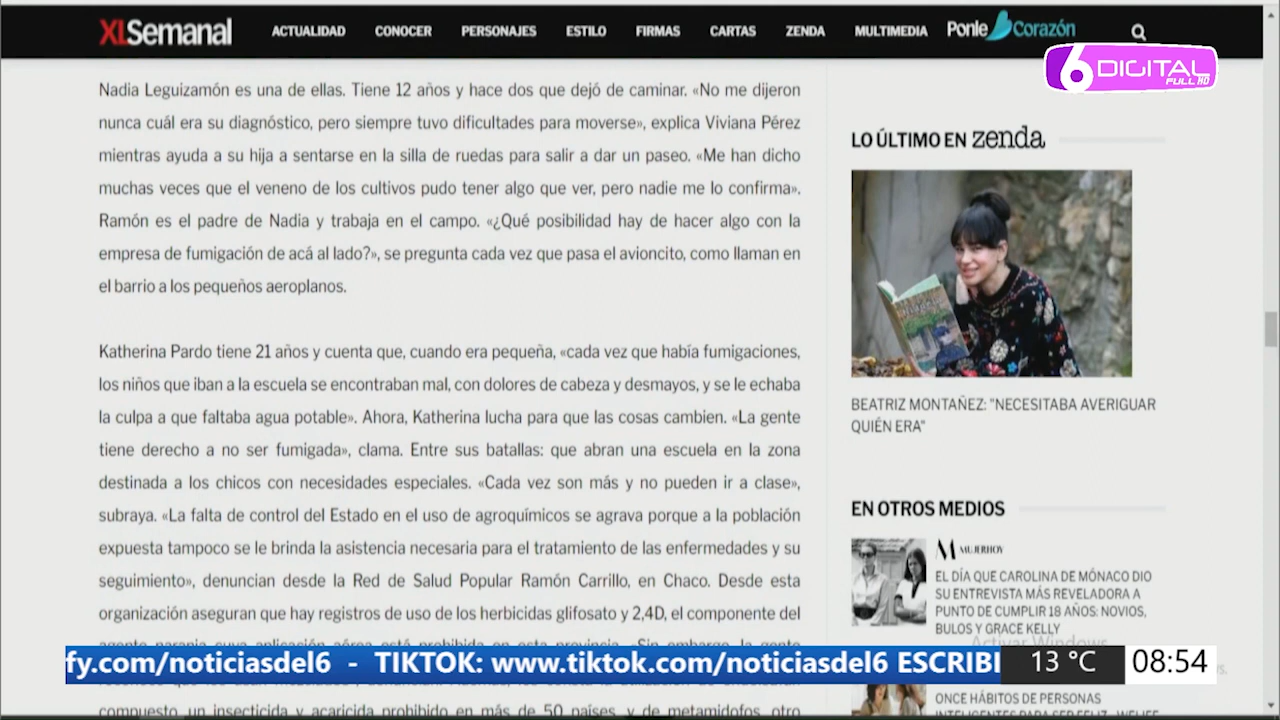 XLSemanal
ACTUALIDAD CONOCER PERSONAJES ESTILO FIRMAS CARTAS ZENDA MULTIMEDIA Ponle Corazón
6 DIGITAL
FULL HD
Nadia Leguizamón es una de ellas. Tiene 12 años y hace dos que dejó de caminar. «No me dijeron
nunca cuál era su diagnóstico, pero siempre tuvo dificultades para moverse», explica Viviana Pérez
mientras ayuda a su hija a sentarse en la silla de ruedas para salir a dar un paseo. «Me han dicho
muchas veces que el veneno de los cultivos pudo tener algo que ver, pero nadie me lo confirma».
Ramón es el padre de Nadia y trabaja en el campo. «¿Qué posibilidad hay de hacer algo con la
empresa de fumigación de acá al lado?», se pregunta cada vez que pasa el avioncito, como llaman en
el barrio a los pequeños aeroplanos.
Katherina Pardo tiene 21 años y cuenta que, cuando era pequeña, «cada vez que había fumigaciones,
los niños que iban a la escuela se encontraban mal, con dolores de cabeza y desmayos, y se le echaba
la culpa a que faltaba agua potable». Ahora, Katherina lucha para que las cosas cambien. «La gente
tiene derecho a no ser fumigada», clama. Entre sus batallas: que abran una escuela en la zona
destinada a los chicos con necesidades especiales. «Cada vez son más y no pueden ir a clase»,
subraya. «La falta de control del Estado en el uso de agroquímicos se agrava porque a la población
expuesta tampoco se le brinda la asistencia necesaria para el tratamiento de las enfermedades y su
seguimiento», denuncian desde la Red de Salud Popular Ramón Carrillo, en Chaco. Desde esta
organización aseguran que hay registros de uso de los herbicidas glifosato y 2,4D, el componente del
compuesto, un insecticida y acaricida prohibido en más de 50 países, y de metamidofos, otro
LO ÚLTIMO EN zenda
BEATRIZ MONTAÑEZ: "NECESITABA AVERIGUAR
QUIÉN ERA"
EN OTROS MEDIOS
MUJERHOY
EL DÍA QUE CAROLINA DE MÓNACO DIO
SU ENTREVISTA MÁS REVELADORA A
PUNTO DE CUMPLIR 18 AÑOS: NOVIOS,
BULOS Y GRACE KELLY
Activar Windows
ONCE HÁBITOS DE PERSONAS
fy.com/noticiasdel6 - TIKTOK: www.tiktok.com/noticiasdel6 ESCRIBI
13 °C
08:54